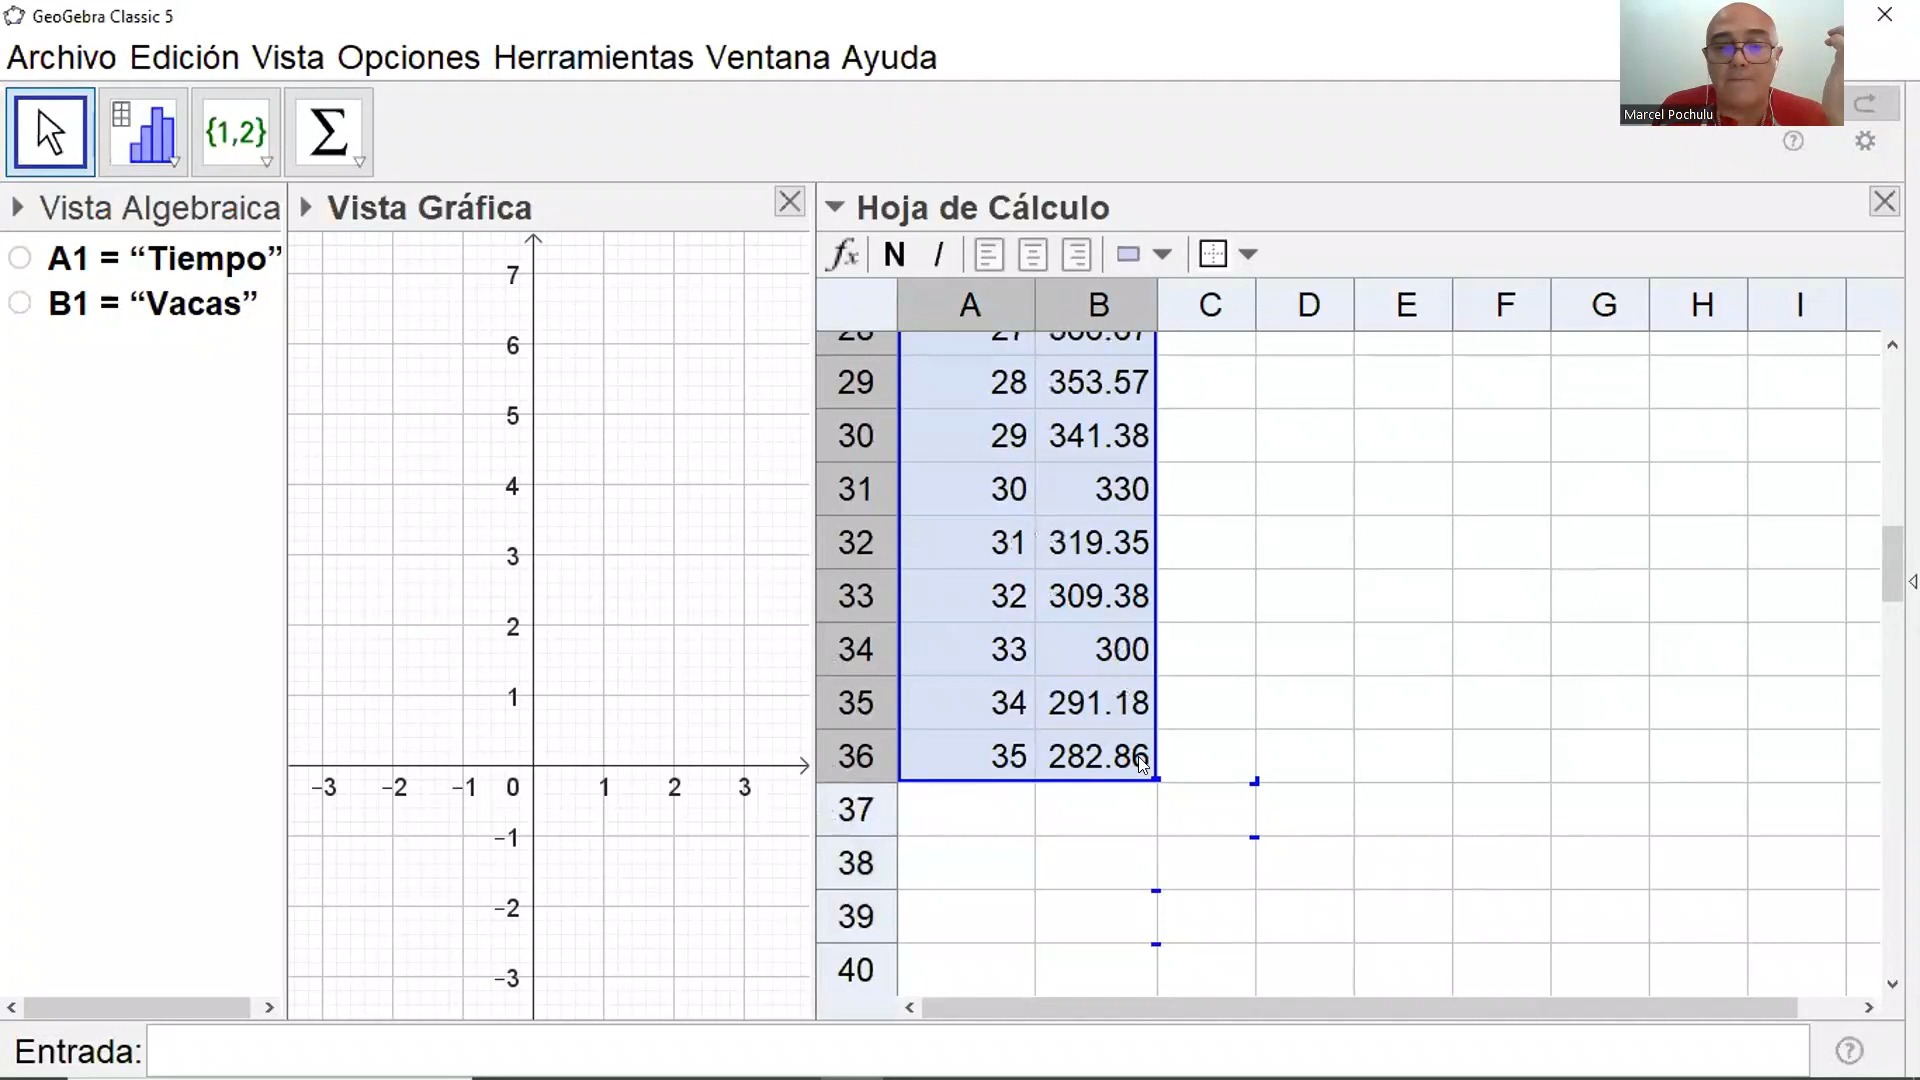 GeoGebra Classic 5
Archivo Edición Vista Opciones Herramientas Ventana Ayuda
Marcel Pochulu
{1,2} Σ
Vista Algebraica
A1 = “Tiempo”
B1 = “Vacas”
Vista Gráfica
7
6
5
4
3
2
1
−3 −2 −1 0 1 2 3
−1
−2
−3
Hoja de Cálculo
fx N I
A B C D E F G H I
28 27
29 28 353.57
30 29 341.38
31 30 330
32 31 319.35
33 32 309.38
34 33 300
35 34 291.18
36 35 282.86
37
38
39
40
Entrada: